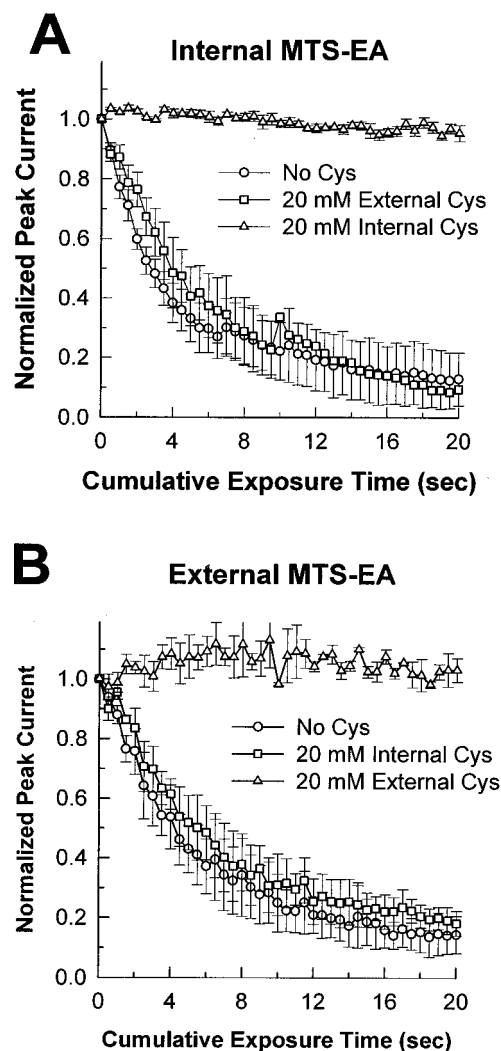 A
Internal MTS-EA
Normalized Peak Current
1.0
0.8
0.6
0.4
0.2
0.0
No Cys
20 mM External Cys
20 mM Internal Cys
0 4 8 12 16 20
Cumulative Exposure Time (sec)
B
External MTS-EA
Normalized Peak Current
1.0
0.8
0.6
0.4
0.2
0.0
No Cys
20 mM Internal Cys
20 mM External Cys
0 4 8 12 16 20
Cumulative Exposure Time (sec)